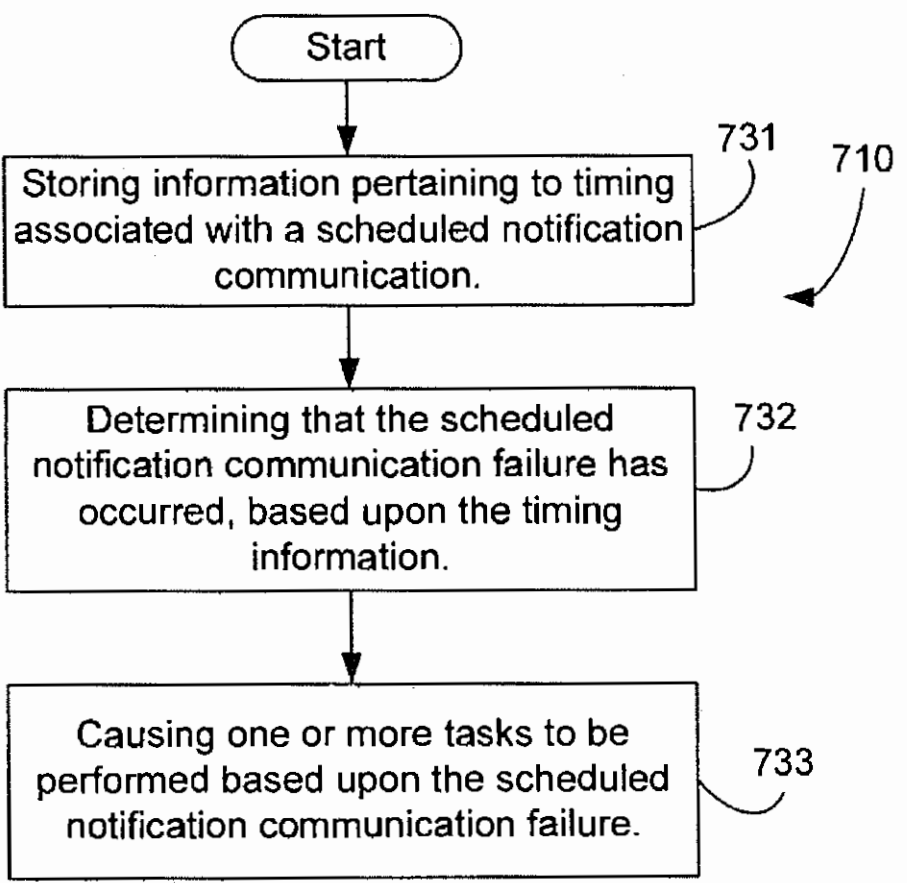 Start
731
710
Storing information pertaining to timing
associated with a scheduled notification
communication.
732
Determining that the scheduled
notification communication failure has
occurred, based upon the timing
information.
733
Causing one or more tasks to be
performed based upon the scheduled
notification communication failure.